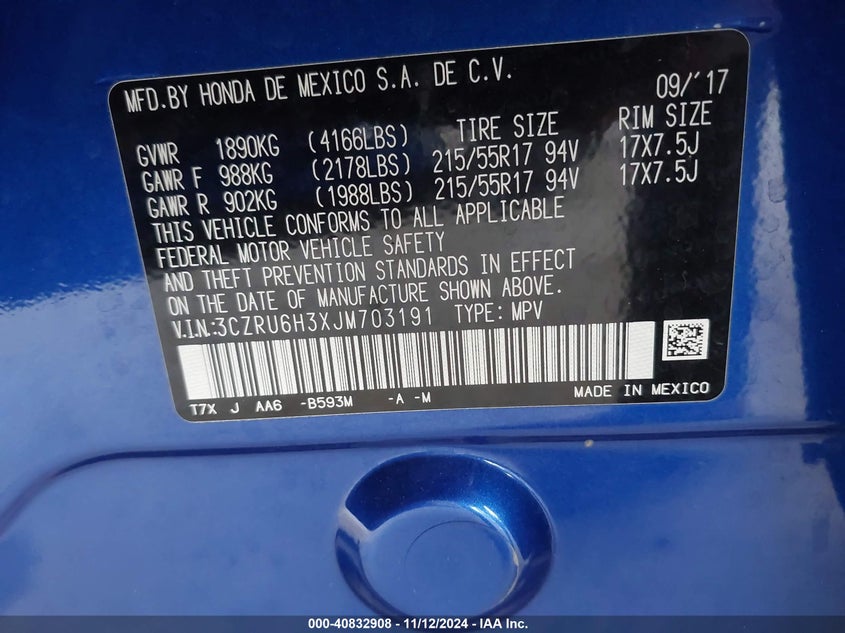 MFD.BY HONDA DE MEXICO S.A. DE C.V. 09/'17
GVWR 1890KG (4166LBS) TIRE SIZE RIM SIZE
GAWR F 988KG (2178LBS) 215/55R17 94V 17X7.5J
GAWR R 902KG (1988LBS) 215/55R17 94V 17X7.5J
THIS VEHICLE CONFORMS TO ALL APPLICABLE
FEDERAL MOTOR VEHICLE SAFETY
AND THEFT PREVENTION STANDARDS IN EFFECT
ON THE DATE OF MANUFACTURE SHOWN ABOVE.
V.I.N.:3CZRU6H3XJM703191 TYPE: MPV
T7X J AA6 -B593M -A -M MADE IN MEXICO
000-40832908 - 11/12/2024 - IAA Inc.